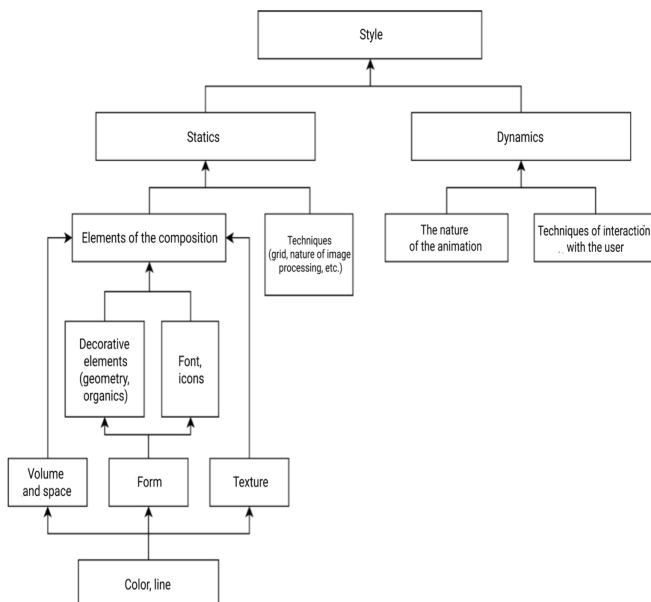 Style
Statics
Dynamics
Elements of the composition
Techniques
(grid, nature of image
processing, etc.)
The nature
of the animation
Techniques of interaction
with the user
Decorative
elements
(geometry,
organics)
Font,
icons
Volume
and space
Form
Texture
Color, line